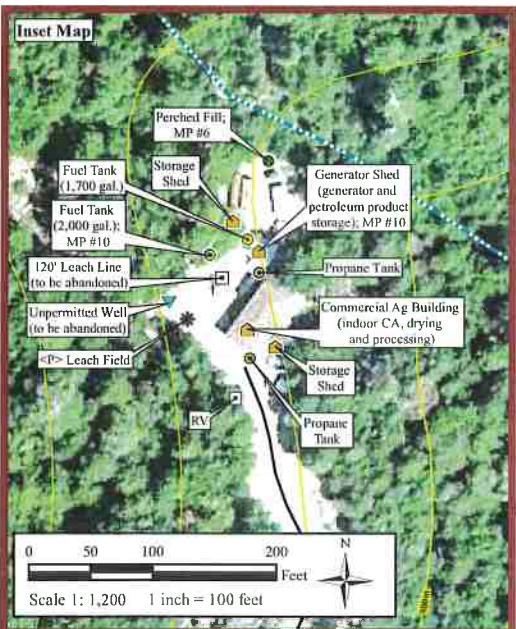 Inset Map
Perched Fill;
MP #6
Fuel Tank
(1,700 gal.)
Storage
Shed
Generator Shed
(generator and
petroleum product
storage); MP #10
Fuel Tank
(2,000 gal.);
MP #10
120' Leach Line
(to be abandoned)
Propane Tank
Unpermitted Well
(to be abandoned)
Commercial Ag Building
(indoor CA, drying
and processing)
<P> Leach Field
Storage
Shed
RV
Propane
Tank
0 50 100 200
Feet
N
Scale 1: 1,200 1 inch = 100 feet